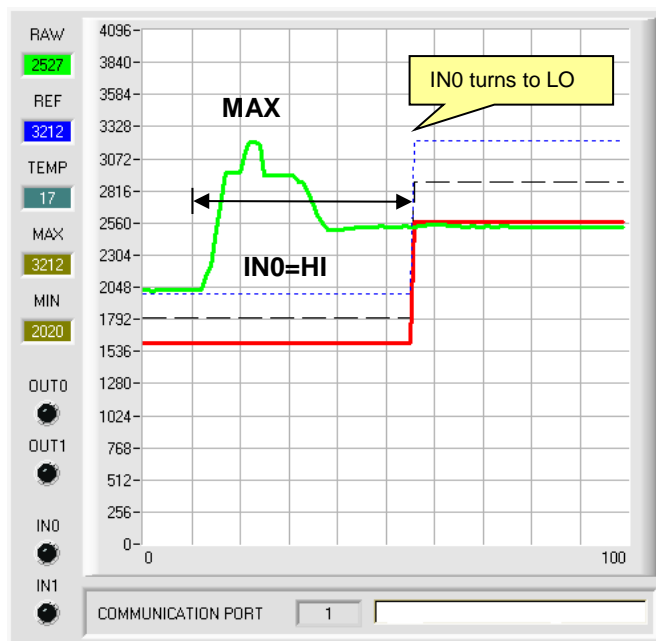 RAW
2527
REF
3212
TEMP
17
MAX
3212
MIN
2020
OUT0
OUT1
IN0
IN1
4096
3840
3584
3328
3072
2816
2560
2304
2048
1792
1536
1280
1024
768
512
256
0
0
100
MAX
IN0 turns to LO
IN0=HI
COMMUNICATION PORT 1